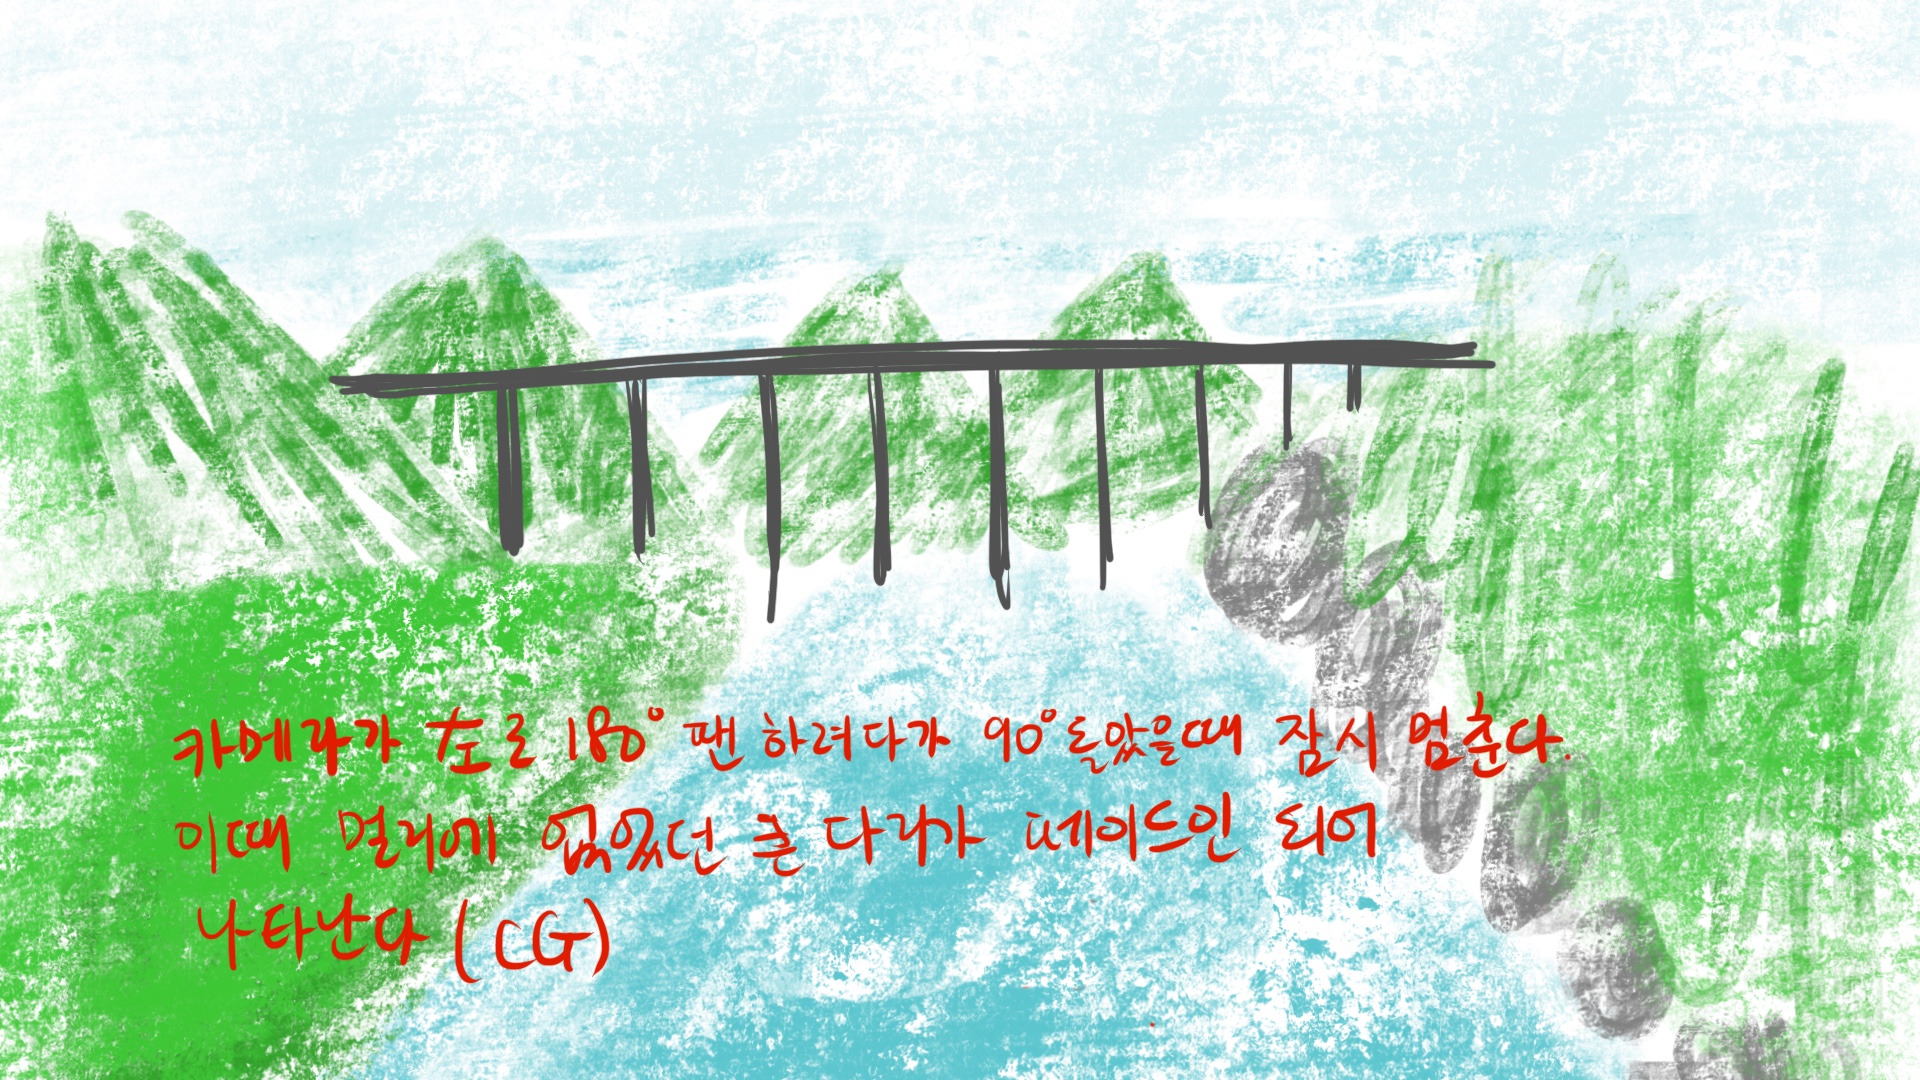 카메라가 左로 180° 팬 하려다가 90° 돌았을때 잠시 멈춘다.
이때 멀리에 없었던 큰 다리가 페이드인 되어
나타난다 (CG)